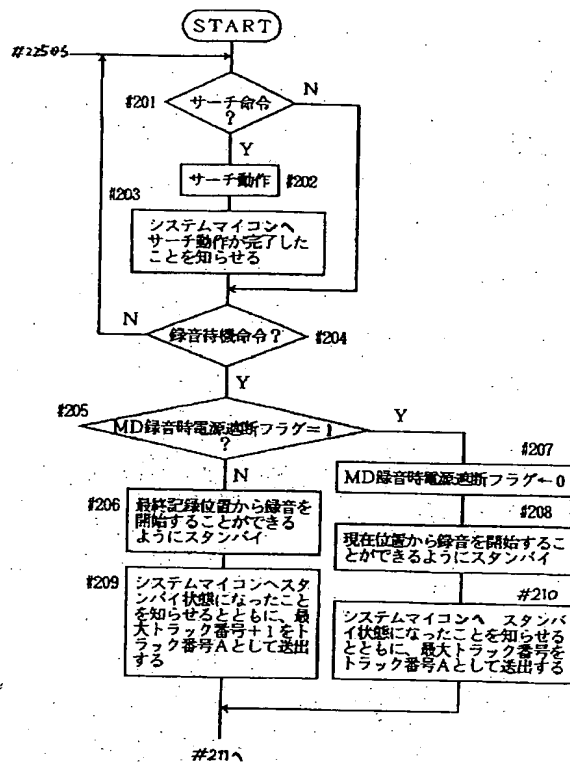 START
#225から
#201
サーチ命令
?
N
Y
サーチ動作
#202
#203
システムマイコンへ
サーチ動作が完了した
ことを知らせる
N
録音待機命令?
#204
Y
#205
MD録音時電源遮断フラグ=1
?
Y
N
#207
MD録音時電源遮断フラグ←0
#206
最終記録位置から録音を
開始することができる
ようにスタンバイ
#208
現在位置から録音を開始するこ
とができるようにスタンバイ
#209
システムマイコンへスタ
ンバイ状態になったこと
を知らせるとともに、最
大トラック番号+1をト
ラック番号Aとして送出
する
#210
システムマイコンへ スタンバ
イ状態になったことを知らせる
とともに、最大トラック番号を
トラック番号Aとして送出する
#211へ